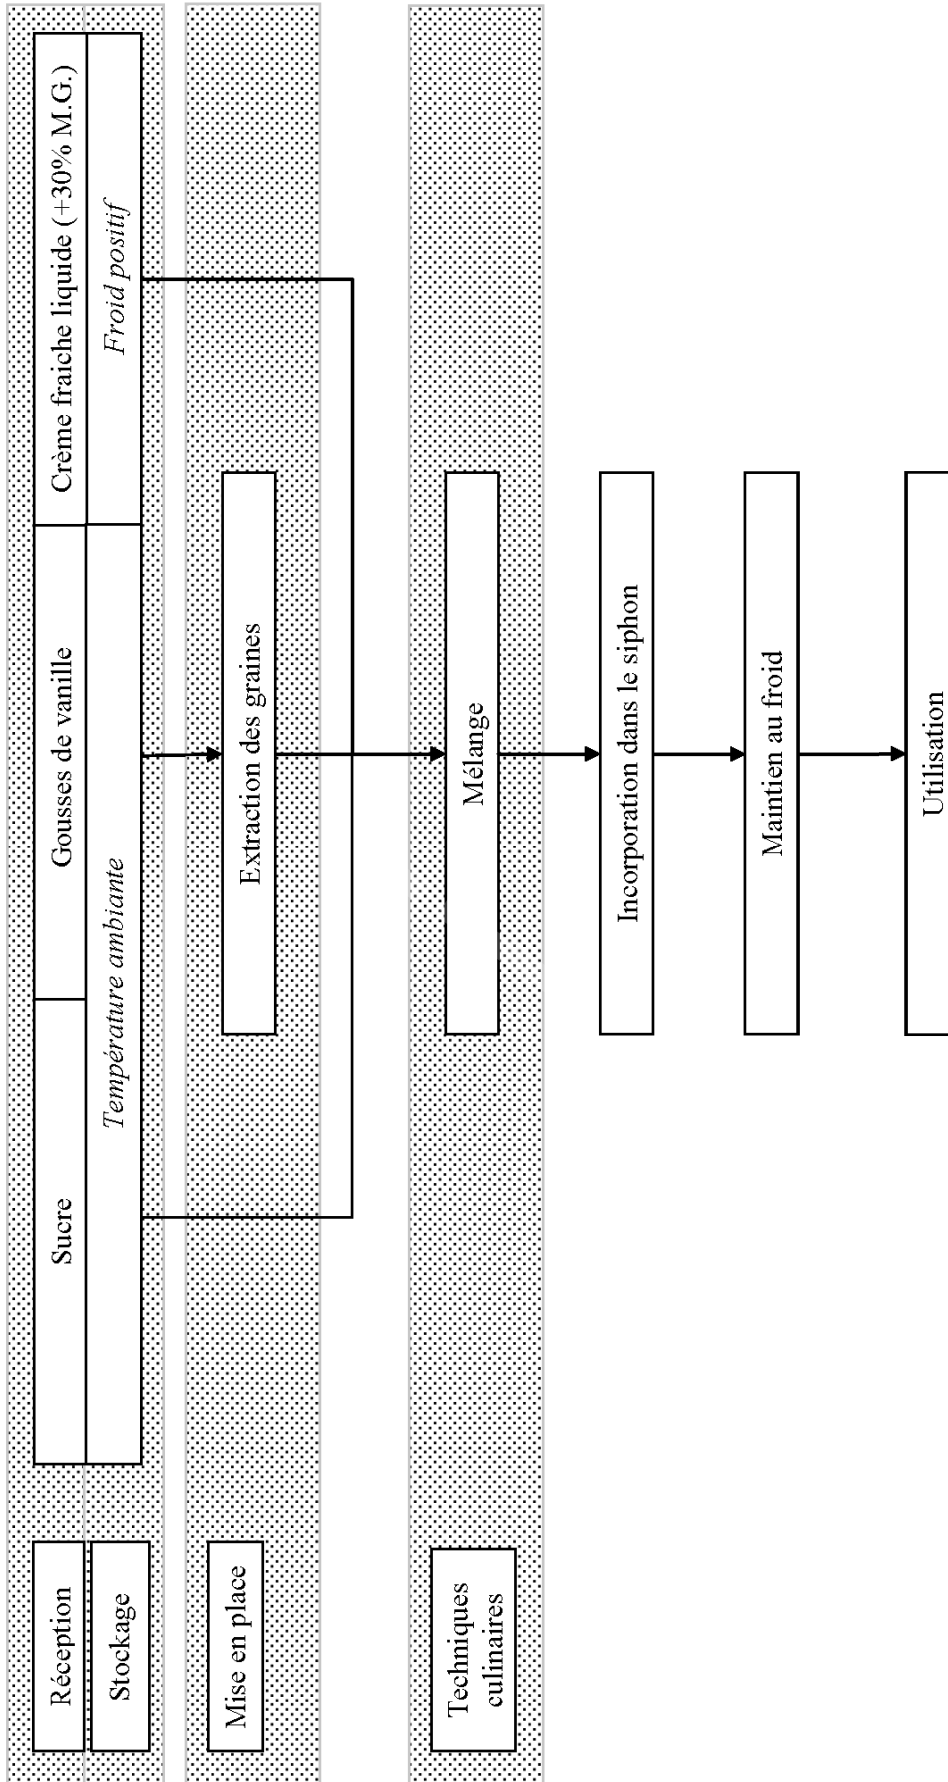 Réception
Sucre
Gousses de vanille
Crème fraiche liquide (+30% M.G.)
Stockage
Température ambiante
Froid positif
Mise en place
Extraction des graines
Techniques
culinaires
Mélange
Incorporation dans le siphon
Maintien au froid
Utilisation